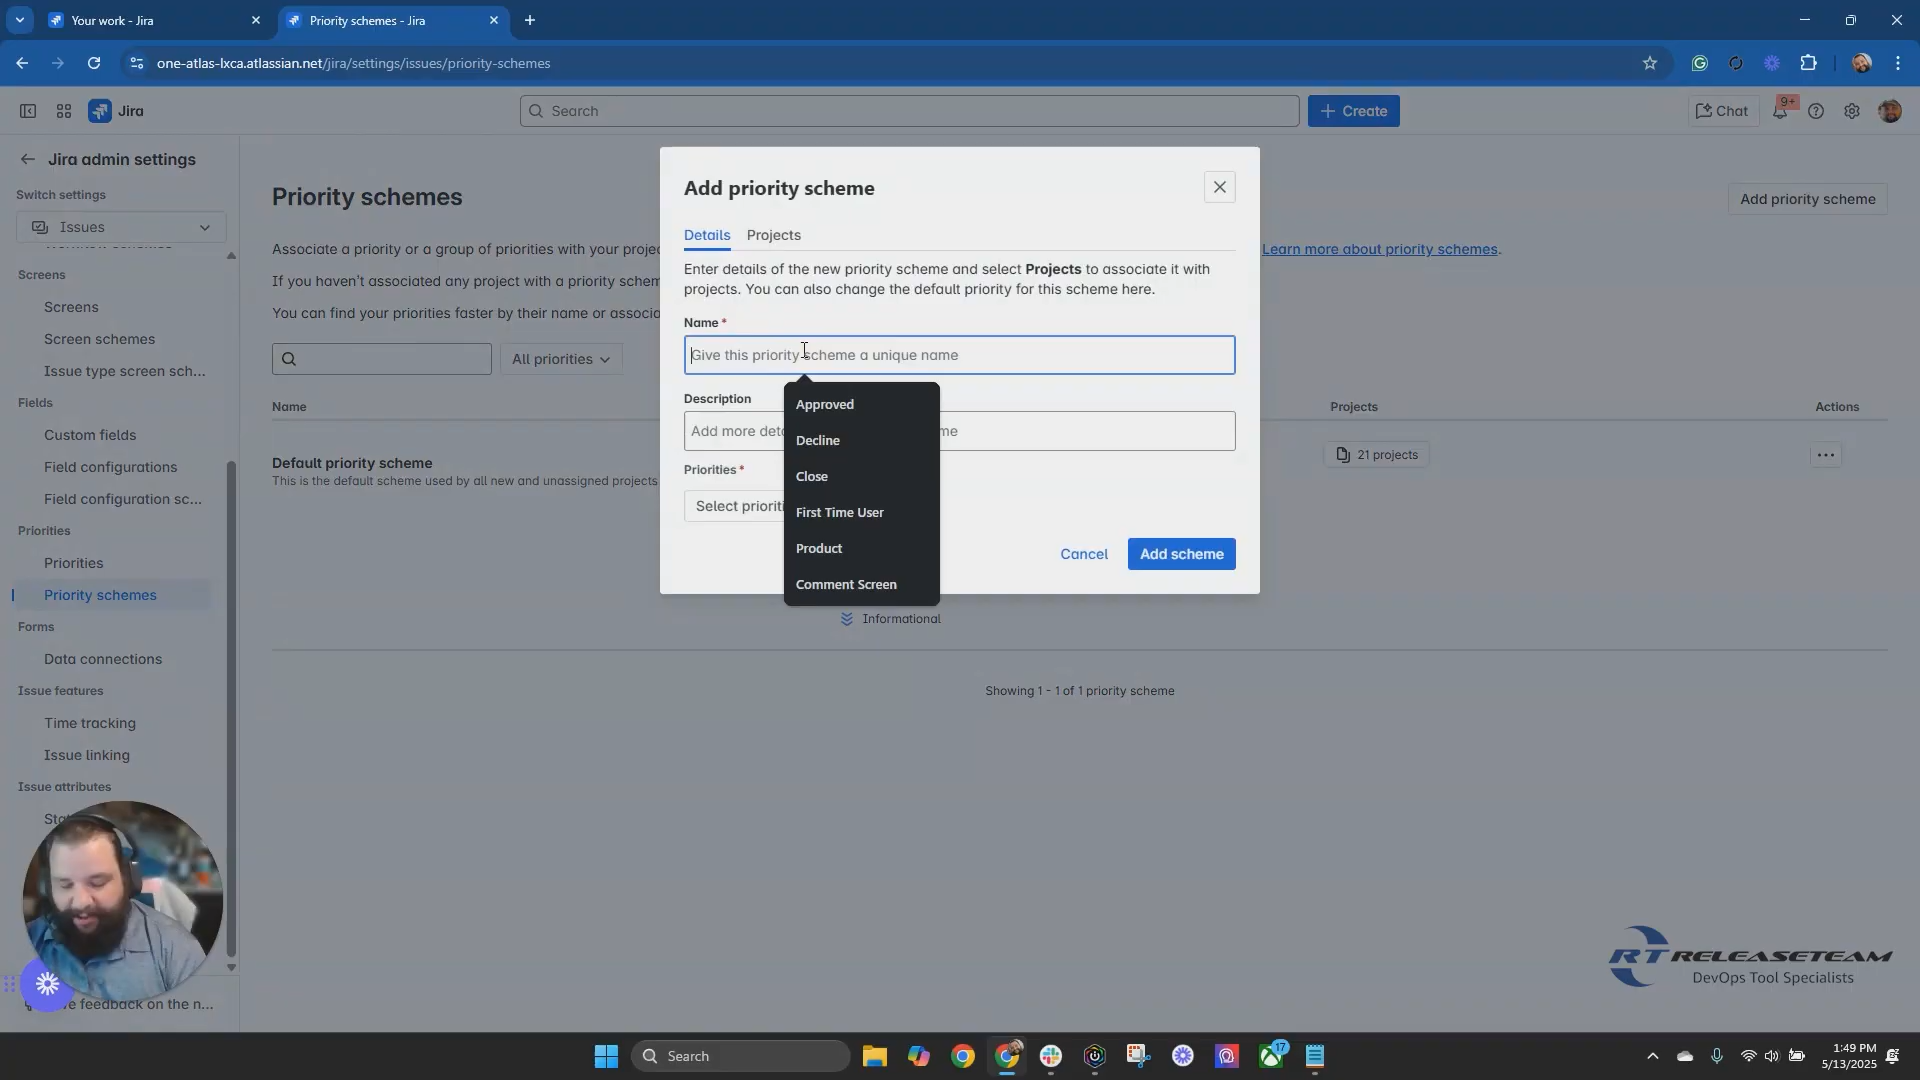 Your work - Jira
Priority schemes - Jira
one-atlas-lxca.atlassian.net/jira/settings/issues/priority-schemes
Jira
Search
Create
Chat
9+
Jira admin settings
Switch settings
Issues
Screens
Screens
Screen schemes
Issue type screen sch...
Fields
Custom fields
Field configurations
Field configuration sc...
Priorities
Priorities
Priority schemes
Forms
Data connections
Issue features
Time tracking
Issue linking
Issue attributes
feedback on the n...
Priority schemes
Add priority scheme
Associate a priority or a group of priorities with your
Learn more about priority schemes.
If you haven't associated any project with a priority
You can find your priorities faster by their name or
All priorities
Name
Projects
Actions
Default priority scheme
This is the default scheme used by all new and unassigned projects
21 projects
Informational
Showing 1 - 1 of 1 priority scheme
Add priority scheme
Details
Projects
Enter details of the new priority scheme and select Projects to associate it with
projects. You can also change the default priority for this scheme here.
Name *
Give this priority scheme a unique name
Description
Add more
Priorities *
Select
Approved
Decline
Close
First Time User
Product
Comment Screen
Cancel
Add scheme
RT RELEASETEAM
DevOps Tool Specialists
Search
17
1:49 PM
5/13/2025